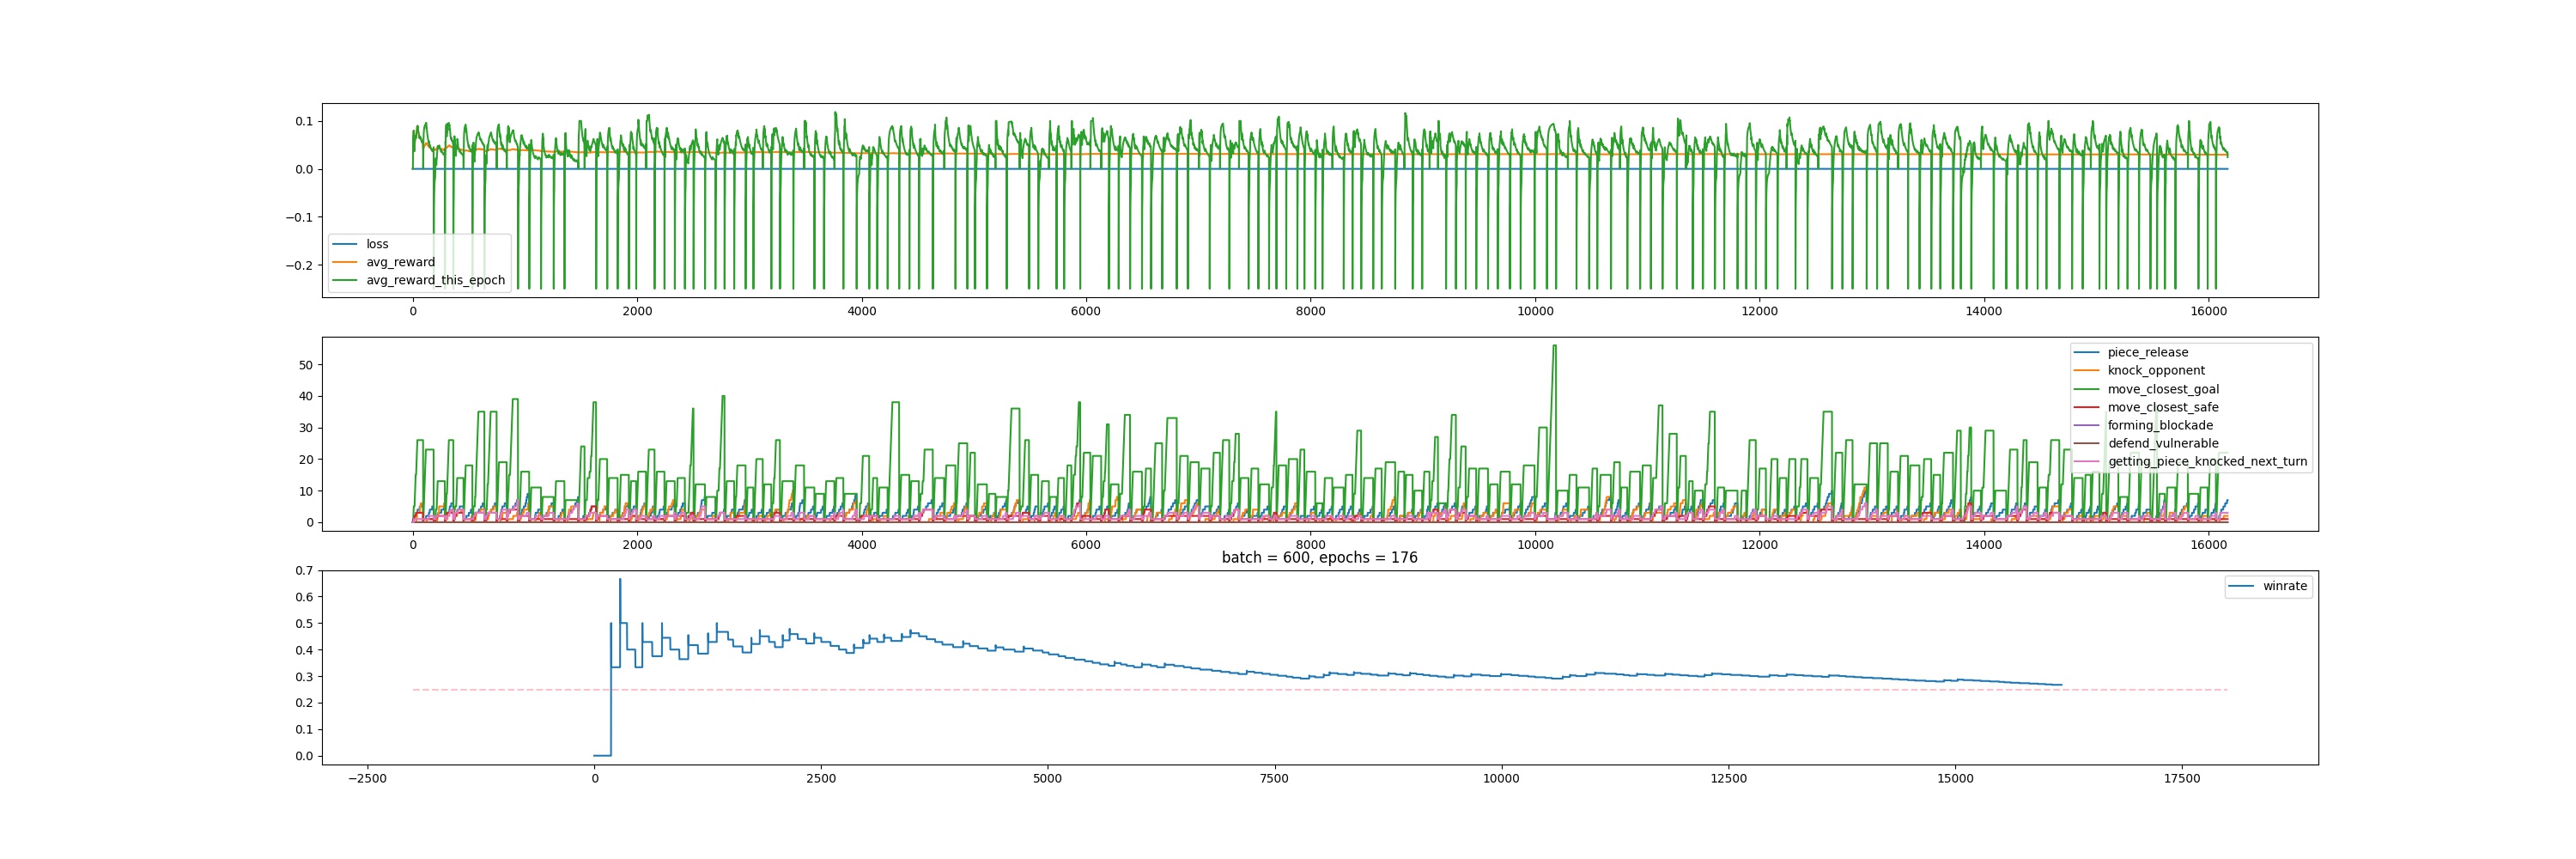 0.1
0.0
−0.1
−0.2
loss
avg_reward
avg_reward_this_epoch
0 2000 4000 6000 8000 10000 12000 14000 16000
50
40
30
20
10
0
piece_release
knock_opponent
move_closest_goal
move_closest_safe
forming_blockade
defend_vulnerable
getting_piece_knocked_next_turn
0 2000 4000 6000 8000 10000 12000 14000 16000
batch = 600, epochs = 176
0.7
0.6
0.5
0.4
0.3
0.2
0.1
0.0
winrate
−2500 0 2500 5000 7500 10000 12500 15000 17500